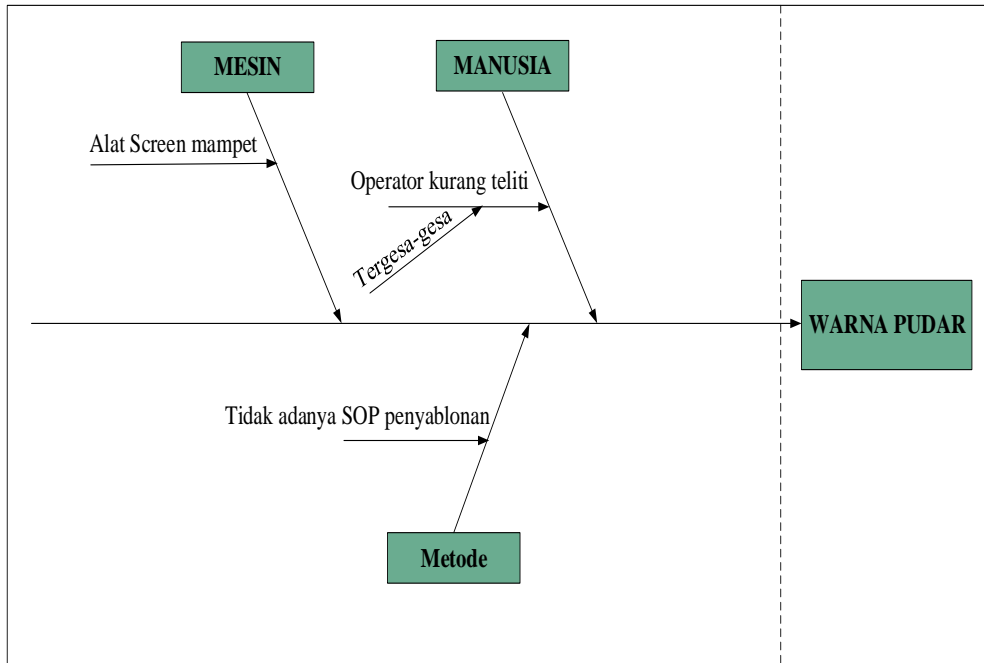 MESIN
MANUSIA
Alat Screen mampet
Operator kurang teliti
Tergesa-gesa
WARNA PUDAR
Tidak adanya SOP penyablonan
Metode